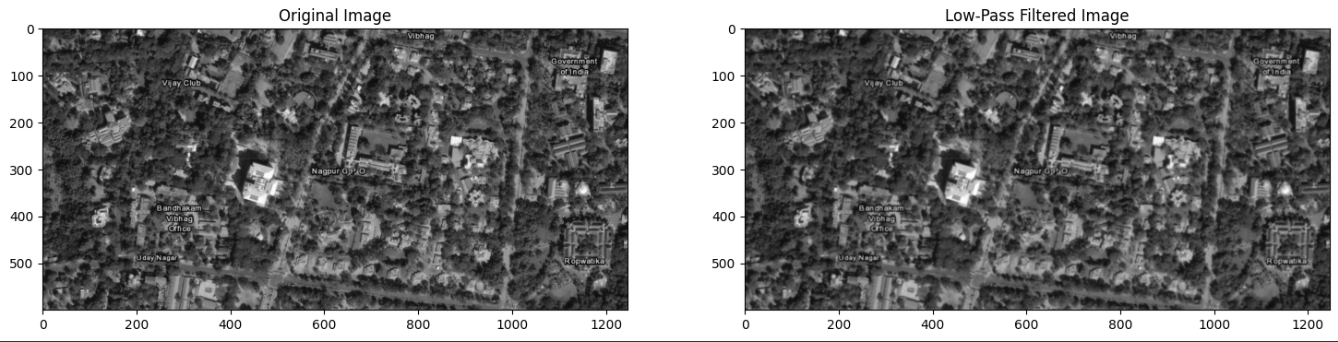 Original Image
Low-Pass Filtered Image
0
100
200
300
400
500
0
200
400
600
800
1000
1200
Vibhag
Government
of India
Vijay Club
Nagpur G P O
Bandhakam
Vibhag
Office
Uday Nagar
Ropwatika
0
100
200
300
400
500
0
200
400
600
800
1000
1200
Vibhag
Government
of India
Vijay Club
Nagpur G P O
Bandhakam
Vibhag
Office
Uday Nagar
Ropwatika